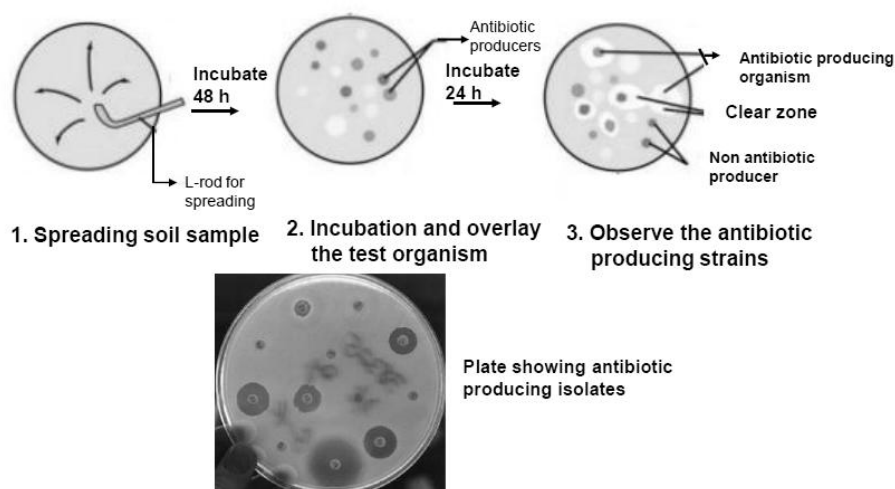 Incubate
48 h
L-rod for
spreading
1. Spreading soil sample
Antibiotic
producers
Incubate
24 h
2. Incubation and overlay
the test organism
Antibiotic producing
organism
Clear zone
Non antibiotic
producer
3. Observe the antibiotic
producing strains
Plate showing antibiotic
producing isolates